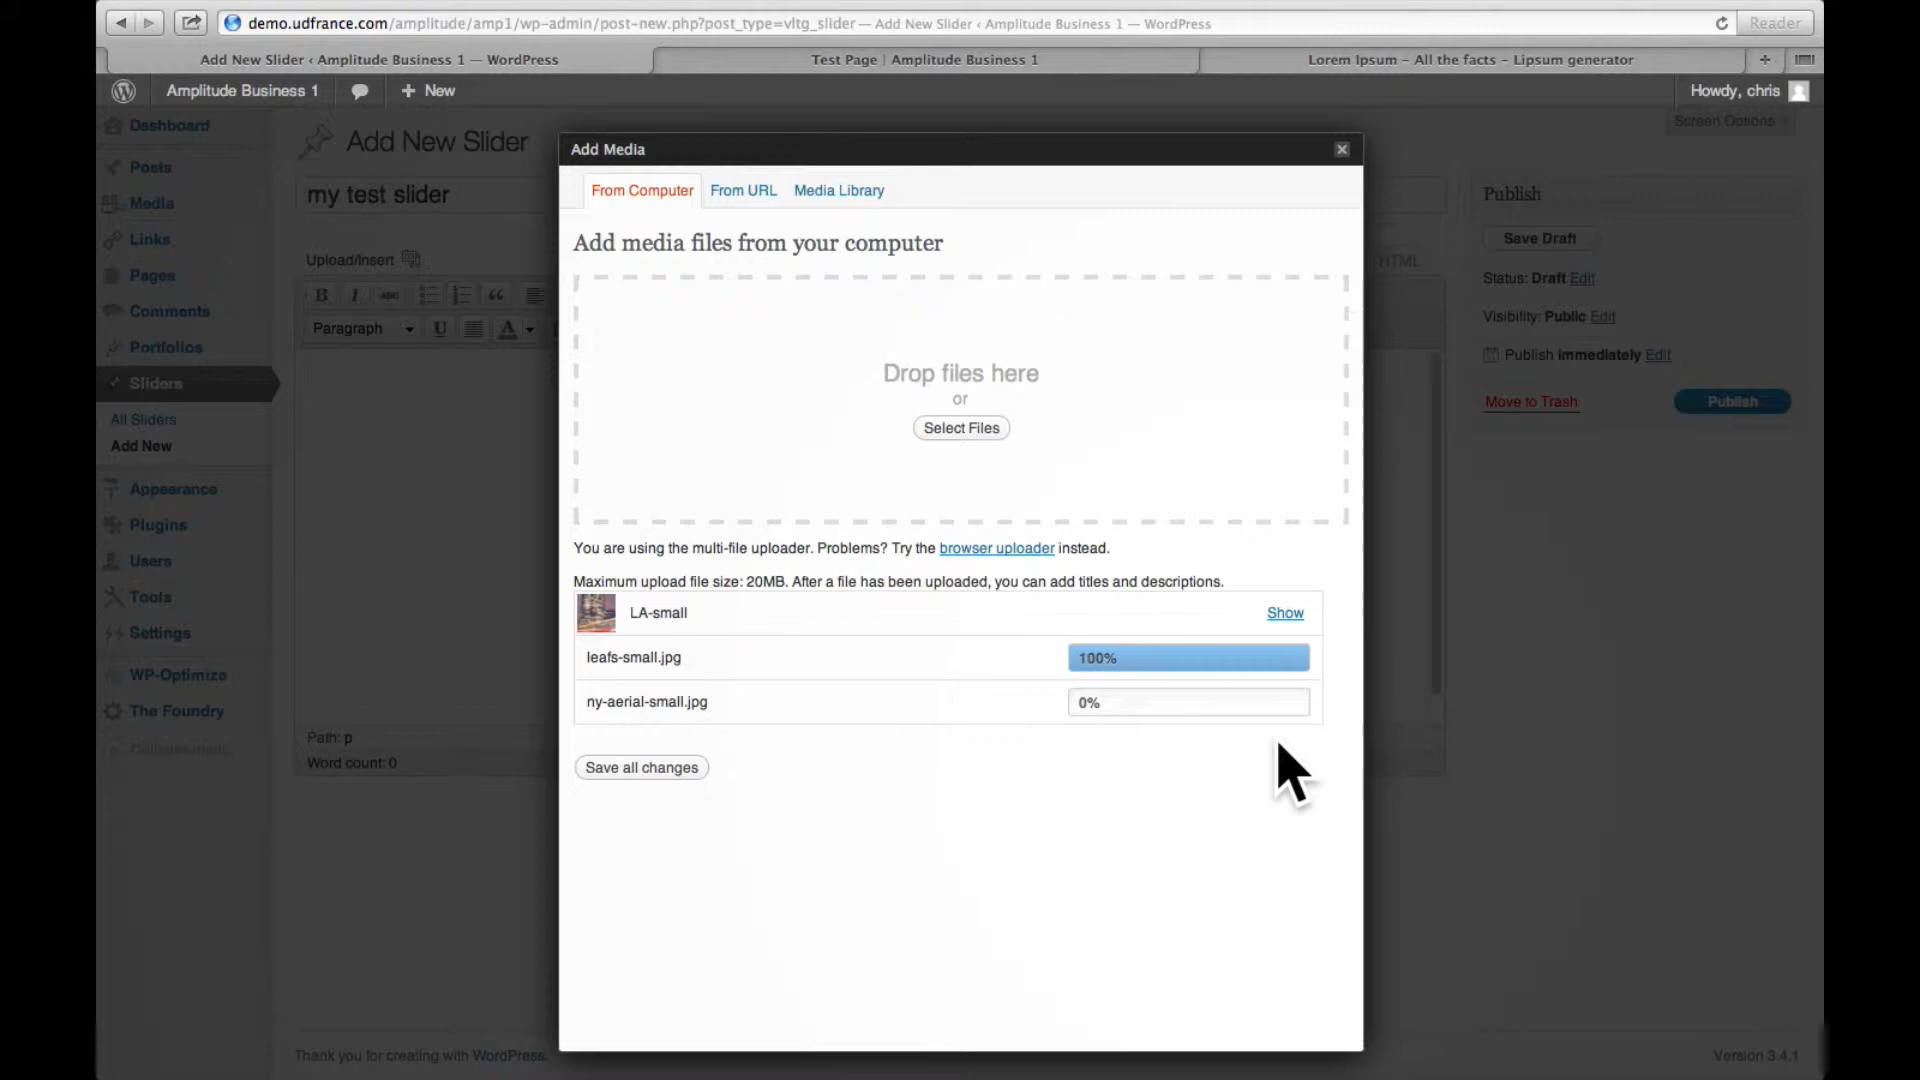 demo.udfrance.com/amplitude/amp1/wp-admin/post-new.php?post_type=vltg_slider — Add New Slider ‹ Amplitude Business 1 — WordPress
Reader
Add New Slider ‹ Amplitude Business 1 — WordPress
Test Page | Amplitude Business 1
Lorem Ipsum - All the facts - Lipsum generator
+
Amplitude Business 1
+ New
Howdy, chris
Screen Options
Dashboard
Posts
Media
Links
Pages
Comments
Portfolios
Sliders
All Sliders
Add New
Appearance
Plugins
Users
Tools
Settings
WP-Optimize
The Foundry
Collapse menu
Add New Slider
my test slider
Upload/Insert
HTML
B I ABC
Paragraph U A
Path: p
Word count: 0
Add Media
From Computer From URL Media Library
Add media files from your computer
Drop files here
or
Select Files
You are using the multi-file uploader. Problems? Try the browser uploader instead.
Maximum upload file size: 20MB. After a file has been uploaded, you can add titles and descriptions.
LA-small Show
leafs-small.jpg 100%
ny-aerial-small.jpg 0%
Save all changes
Publish
Save Draft
Status: Draft Edit
Visibility: Public Edit
Publish immediately Edit
Move to Trash
Publish
Thank you for creating with WordPress.
Version 3.4.1